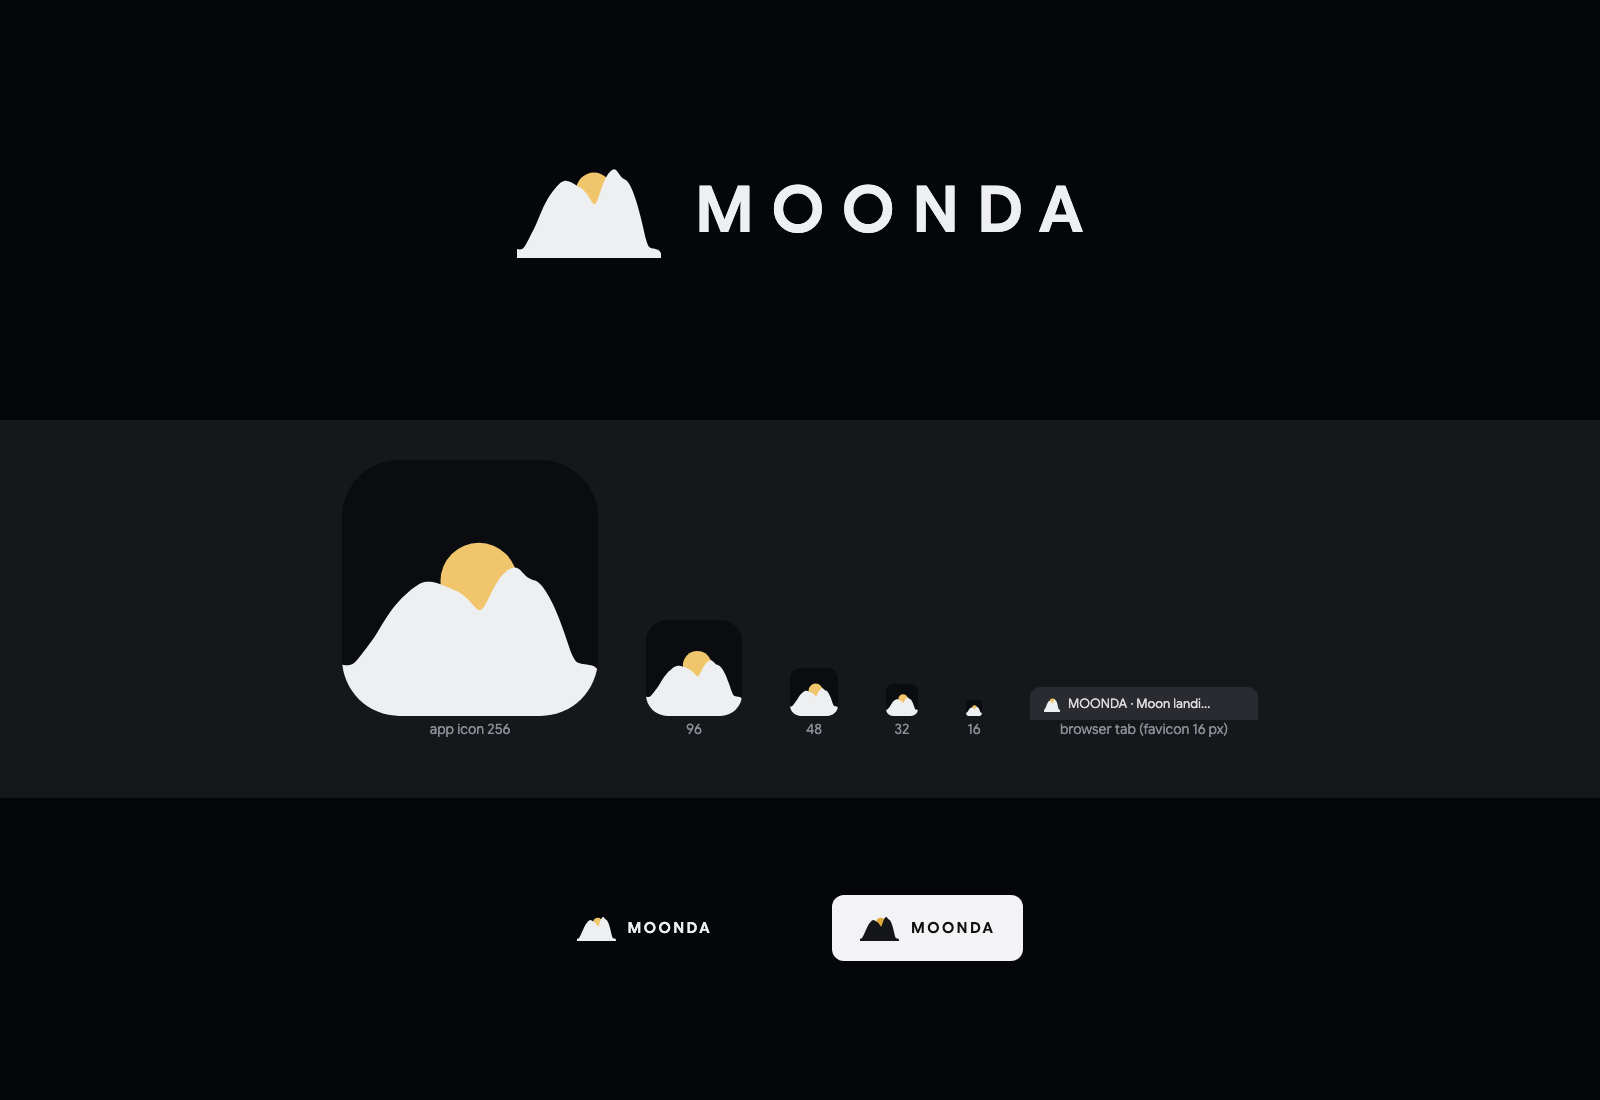 MOONDA
MOONDA · Moon landi...
app icon 256
96
48
32
16
browser tab (favicon 16 px)
MOONDA
MOONDA